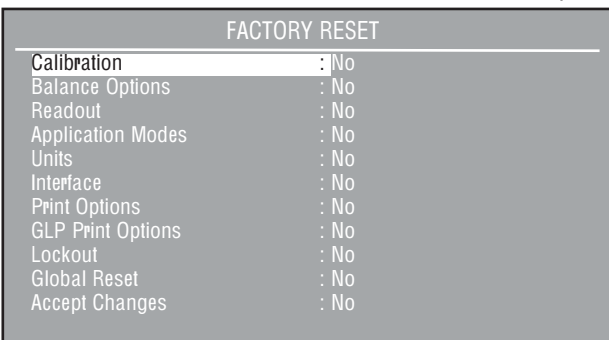 FACTORY RESET
Calibration : No
Balance Options : No
Readout : No
Application Modes : No
Units : No
Interface : No
Print Options : No
GLP Print Options : No
Lockout : No
Global Reset : No
Accept Changes : No